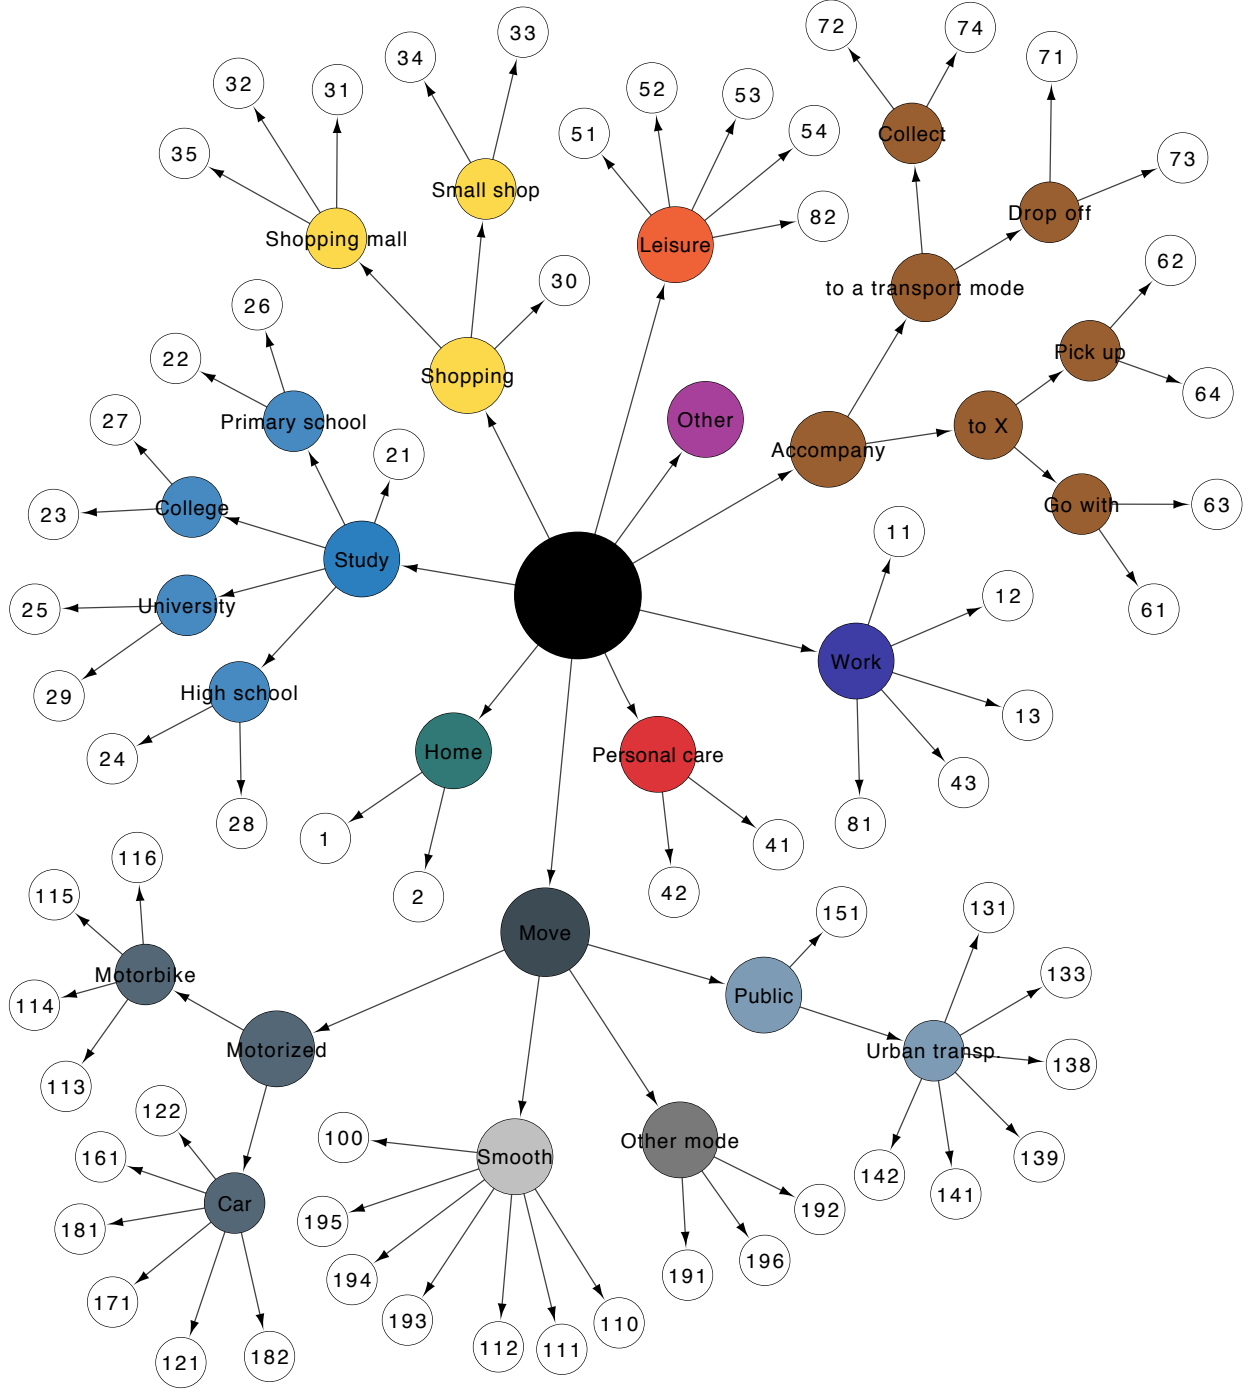 72
74
33
34
71
32
31
52
53
51
54
Collect
35
73
Small shop
Drop off
82
Shopping mall
Leisure
62
30
to a transport mode
26
22
Pick up
Shopping
64
27
Other
Primary school
to X
Accompany
21
College
23
Go with
63
11
Study
12
University
25
61
Work
High school
29
13
Home
Personal care
24
43
28
81
1
41
116
42
115
2
131
151
Move
133
Motorbike
Public
114
Motorized
Urban transp.
138
113
122
100
Other mode
161
Smooth
139
142
141
Car
192
195
181
196
191
194
171
193
110
112
111
182
121